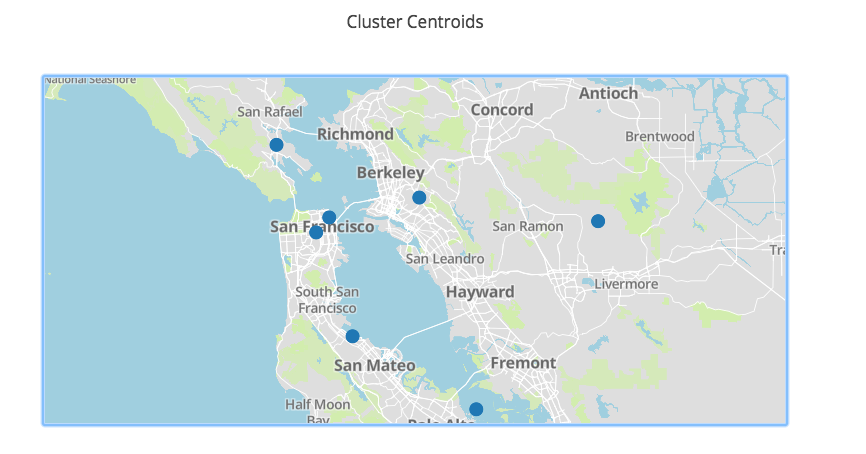 Cluster Centroids
National Seashore
Antioch
San Rafael
Concord
Richmond
Brentwood
Berkeley
San Francisco
San Ramon
Tra
San Leandro
Livermore
Hayward
South San
Francisco
San Mateo
Fremont
Half Moon
Bay
Palo Alto